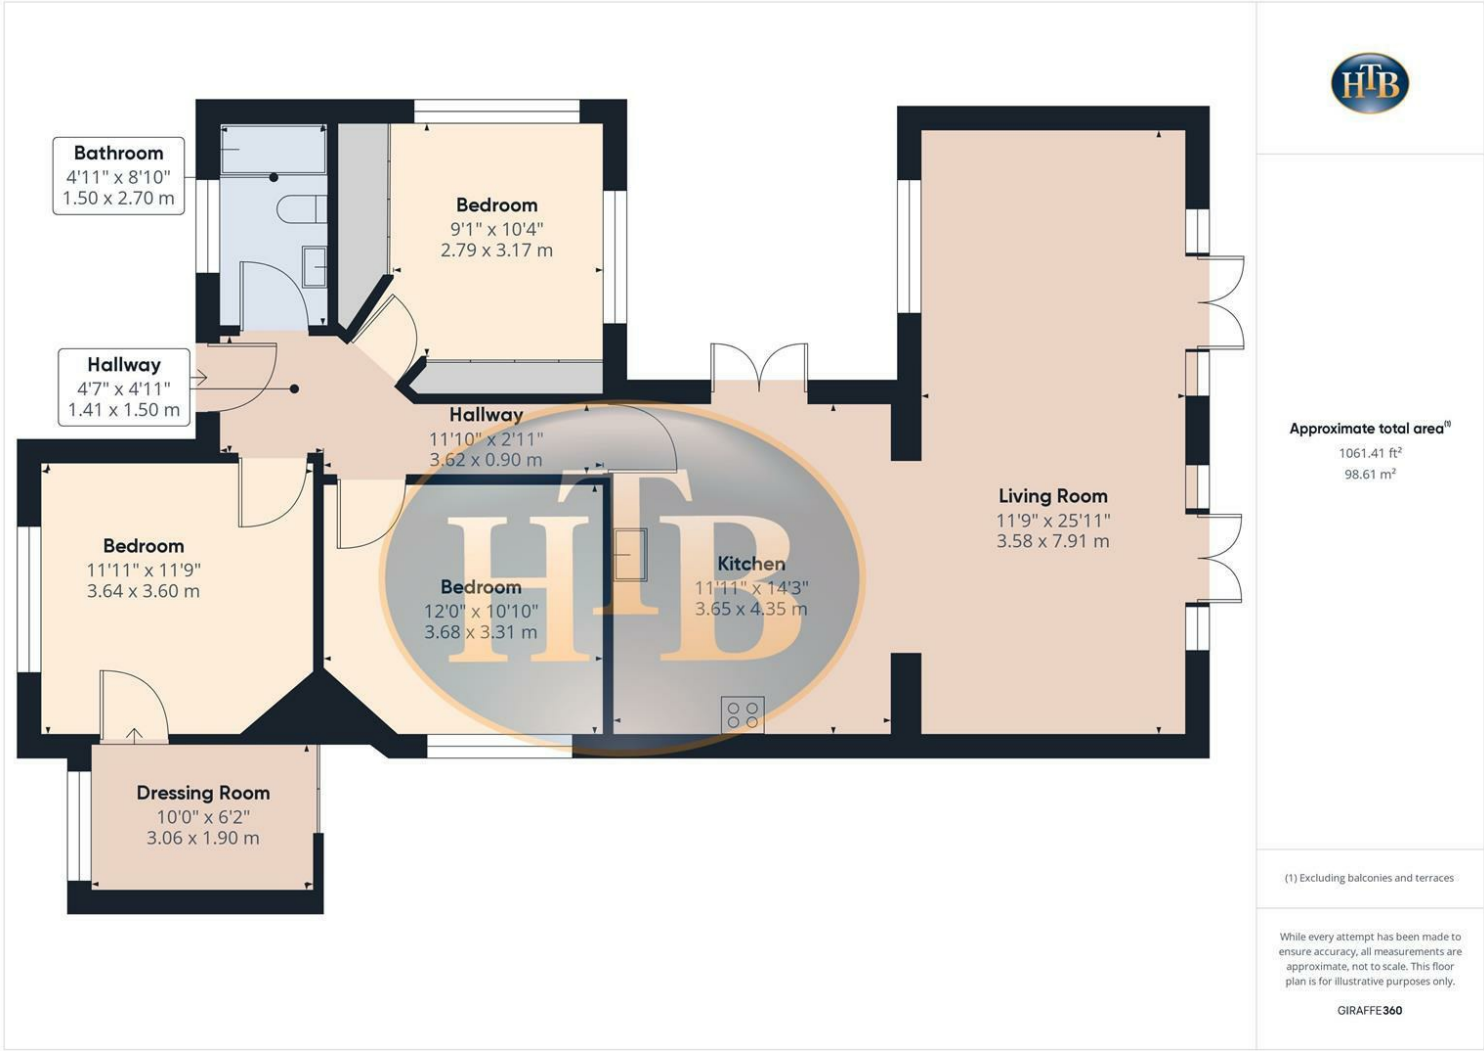 HTB
Bathroom
4'11" x 8'10"
1.50 x 2.70 m
Bedroom
9'1" x 10'4"
2.79 x 3.17 m
Hallway
4'7" x 4'11"
1.41 x 1.50 m
Hallway
11'10" x 2'11"
3.62 x 0.90 m
Bedroom
11'11" x 11'9"
3.64 x 3.60 m
Bedroom
12'0" x 10'10"
3.68 x 3.31 m
HTB
Kitchen
11'11" x 14'3"
3.65 x 4.35 m
Living Room
11'9" x 25'11"
3.58 x 7.91 m
Dressing Room
10'0" x 6'2"
3.06 x 1.90 m
Approximate total area⁽¹⁾
1061.41 ft²
98.61 m²
(1) Excluding balconies and terraces
While every attempt has been made to
ensure accuracy, all measurements are
approximate, not to scale. This floor
plan is for illustrative purposes only.
GIRAFFE360